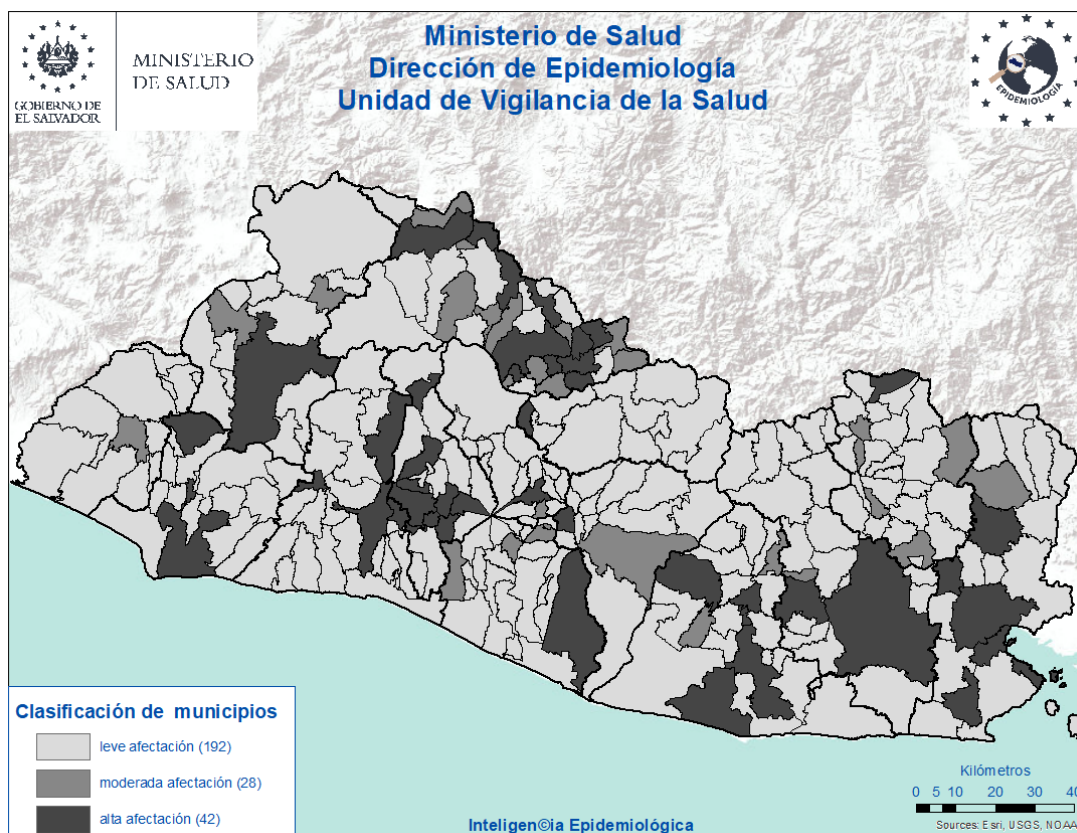 Ministerio de Salud
Dirección de Epidemiología
Unidad de Vigilancia de la Salud
MINISTERIO
DE SALUD
GOBIERNO DE
EL SALVADOR
EPIDEMIOLOGÍA
Clasificación de municipios
leve afectación (192)
moderada afectación (28)
alta afectación (42)
Inteligen©ia Epidemiológica
Kilómetros
0 5 10 20 30 40
Sources: Esri, USGS, NOAA